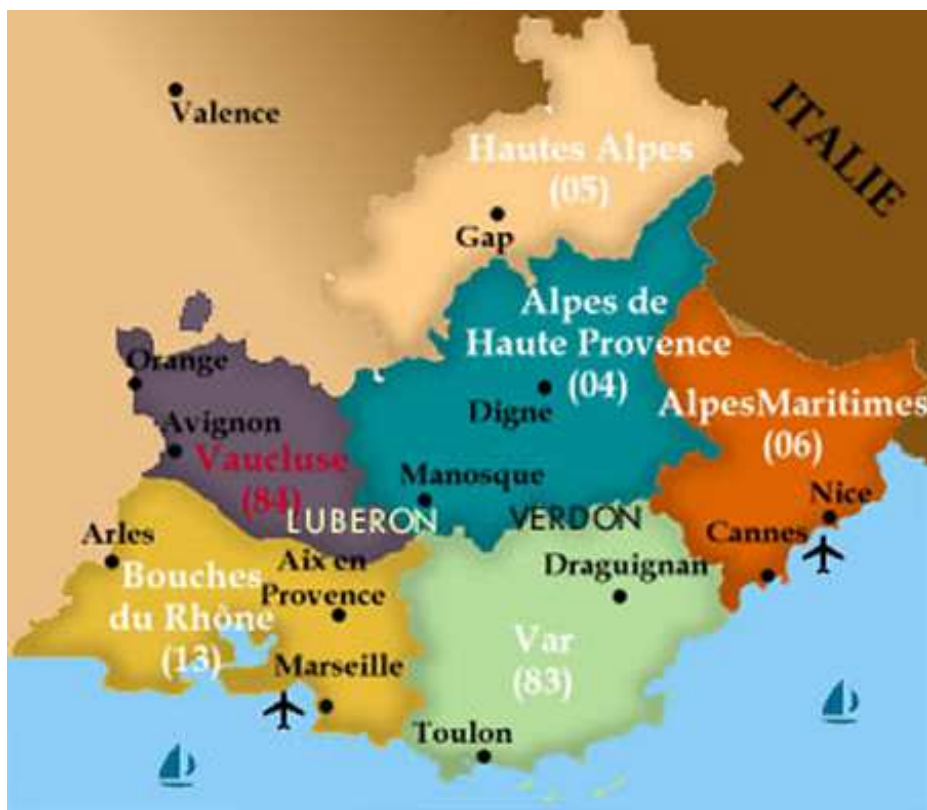 Valence
ITALIE
Hautes Alpes
(05)
Gap
Alpes de
Haute Provence
(04)
Digne
Orange
Avignon
Vaucluse
(84)
Manosque
AlpesMaritimes
(06)
Nice
Cannes
LUBERON
VERDON
Arles
Bouches
du Rhône
(13)
Aix en
Provence
Marseille
Draguignan
Var
(83)
Toulon